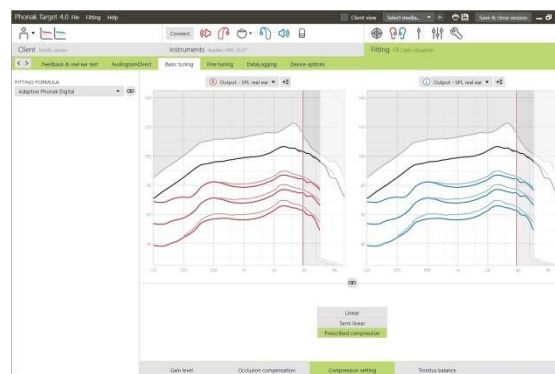 Phonak Target 4.0 File Fitting Help
Client view Select media... Save & close session
Connect
Client Instruments Fitting
Feedback & real ear test AudiogramDirect Basic tuning Fine tuning DataLogging Device options
FITTING FORMULA
Adaptive Phonak Digital
Output - SPL real ear
Output - SPL real ear
Linear
Semi linear
Prescribed compression
Gain level Occlusion compensation Compression setting Tinnitus balance